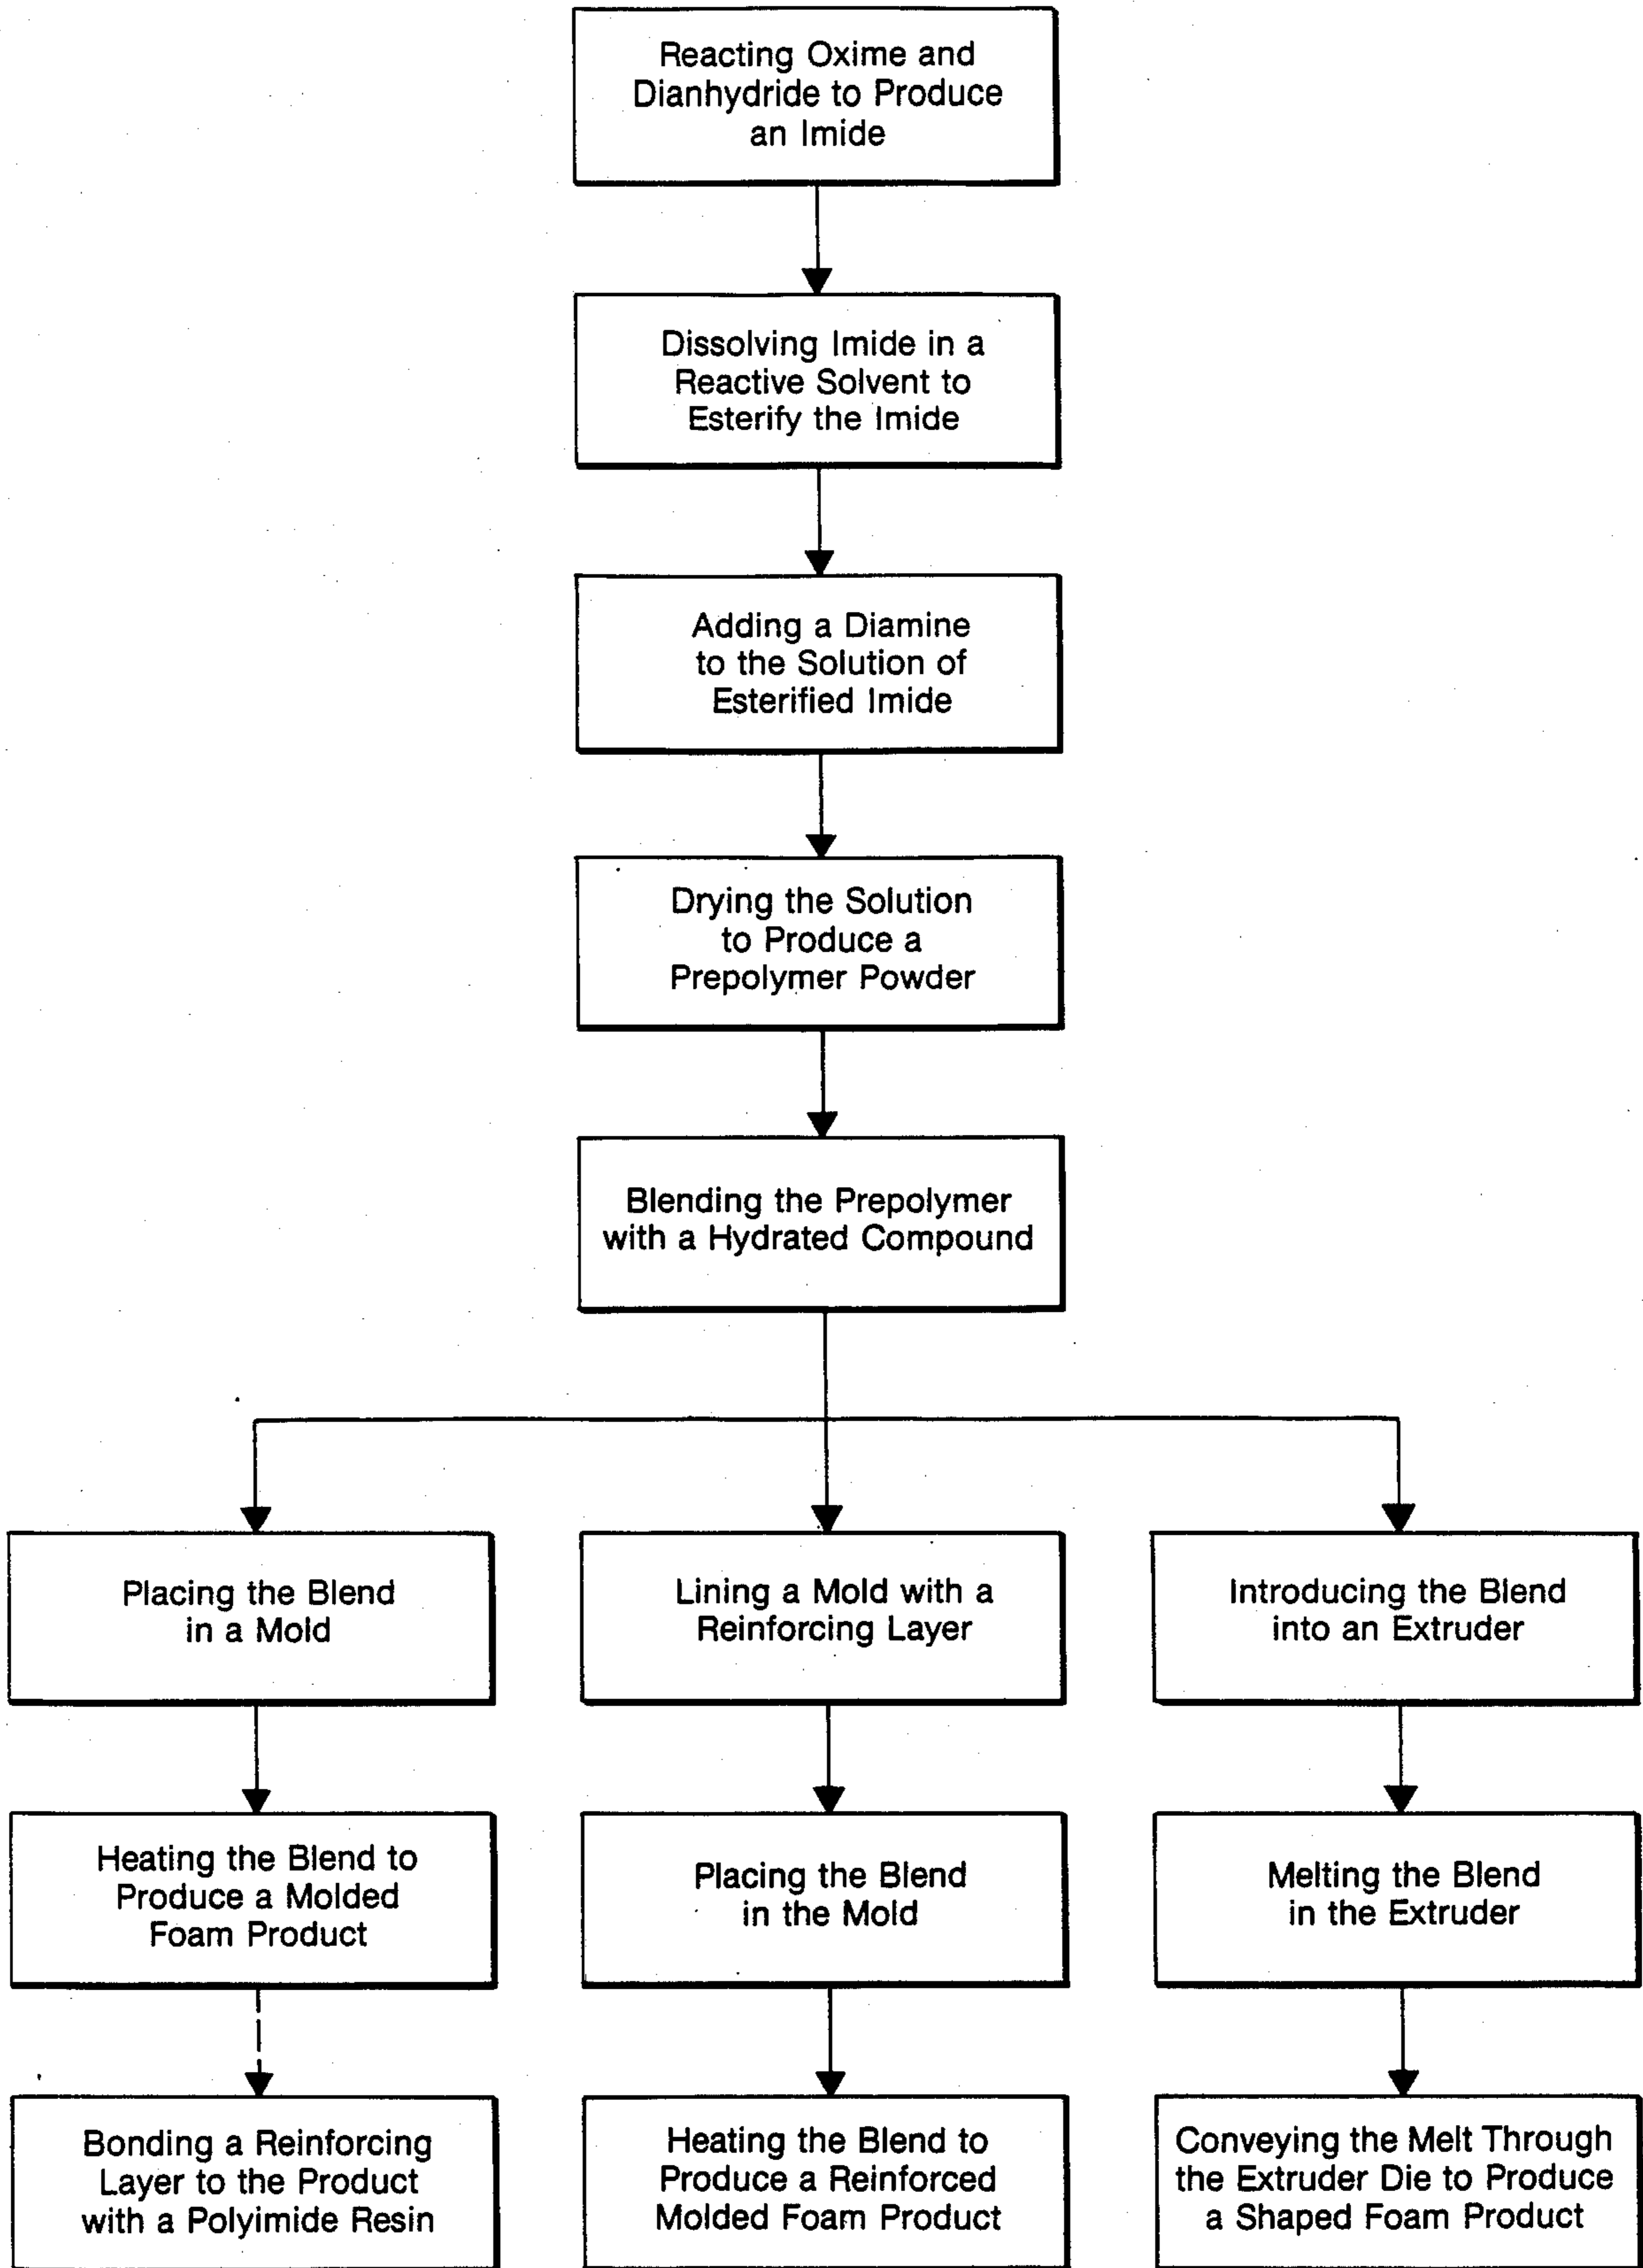 Reacting Oxime and
Dianhydride to Produce
an Imide
Dissolving Imide in a
Reactive Solvent to
Esterify the Imide
Adding a Diamine
to the Solution of
Esterified Imide
Drying the Solution
to Produce a
Prepolymer Powder
Blending the Prepolymer
with a Hydrated Compound
Placing the Blend
in a Mold
Heating the Blend to
Produce a Molded
Foam Product
Bonding a Reinforcing
Layer to the Product
with a Polyimide Resin
Lining a Mold with a
Reinforcing Layer
Placing the Blend
in the Mold
Heating the Blend to
Produce a Reinforced
Molded Foam Product
Introducing the Blend
into an Extruder
Melting the Blend
in the Extruder
Conveying the Melt Through
the Extruder Die to Produce
a Shaped Foam Product